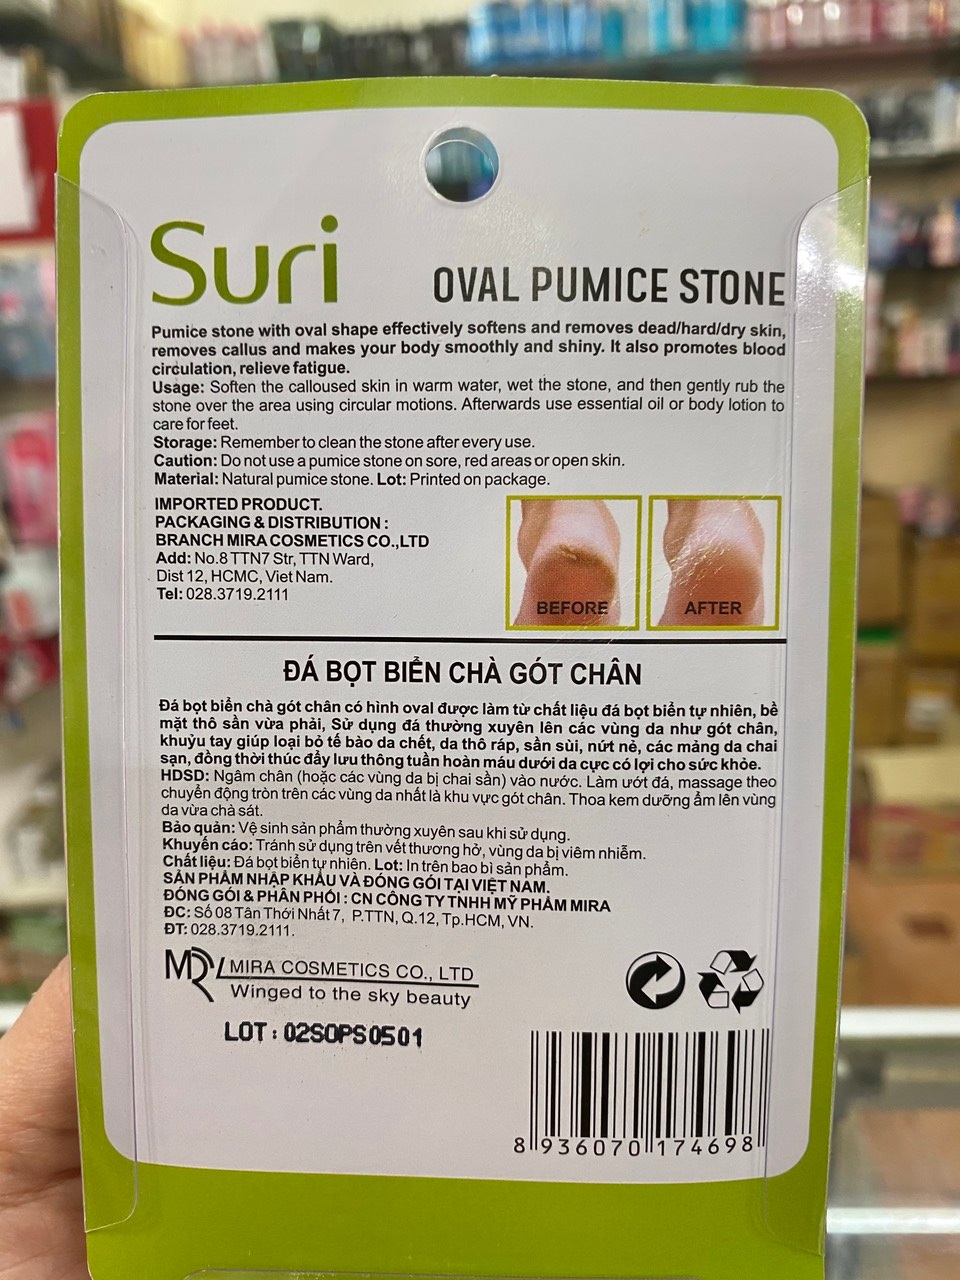 Suri
OVAL PUMICE STONE
Pumice stone with oval shape effectively softens and removes dead/hard/dry skin,
removes callus and makes your body smoothly and shiny. It also promotes blood
circulation, relieve fatigue.
Usage: Soften the calloused skin in warm water, wet the stone, and then gently rub the
stone over the area using circular motions. Afterwards use essential oil or body lotion to
care for feet.
Storage: Remember to clean the stone after every use.
Caution: Do not use a pumice stone on sore, red areas or open skin.
Material: Natural pumice stone. Lot: Printed on package.
IMPORTED PRODUCT.
PACKAGING & DISTRIBUTION :
BRANCH MIRA COSMETICS CO.,LTD
Add: No.8 TTN7 Str, TTN Ward,
Dist 12, HCMC, Viet Nam.
Tel: 028.3719.2111
BEFORE
AFTER
ĐÁ BỌT BIỂN CHÀ GÓT CHÂN
Đá bọt biển chà gót chân có hình oval được làm từ chất liệu đá bọt biển tự nhiên, bề
mặt thô sần vừa phải, Sử dụng đá thường xuyên lên các vùng da như gót chân,
khuỷu tay giúp loại bỏ tế bào da chết, da thô ráp, sần sùi, nứt nẻ, các mảng da chai
sạn, đồng thời thúc đẩy lưu thông tuần hoàn máu dưới da cực có lợi cho sức khỏe.
HDSD: Ngâm chân (hoặc các vùng da bị chai sần) vào nước. Làm ướt đá, massage theo
chuyển động tròn trên các vùng da nhất là khu vực gót chân. Thoa kem dưỡng ẩm lên vùng
da vừa chà sát.
Bảo quản: Vệ sinh sản phẩm thường xuyên sau khi sử dụng.
Khuyến cáo: Tránh sử dụng trên vết thương hở, vùng da bị viêm nhiễm.
Chất liệu: Đá bọt biển tự nhiên. Lot: In trên bao bì sản phẩm.
SẢN PHẨM NHẬP KHẨU VÀ ĐÓNG GÓI TẠI VIỆT NAM.
ĐÓNG GÓI & PHÂN PHỐI : CN CÔNG TY TNHH MỸ PHẨM MIRA
ĐC: Số 08 Tân Thới Nhất 7, P.TTN, Q.12, Tp.HCM, VN.
ĐT: 028.3719.2111.
MIRA COSMETICS CO., LTD
Winged to the sky beauty
LOT : 02SOPS0501
8 936070 174698